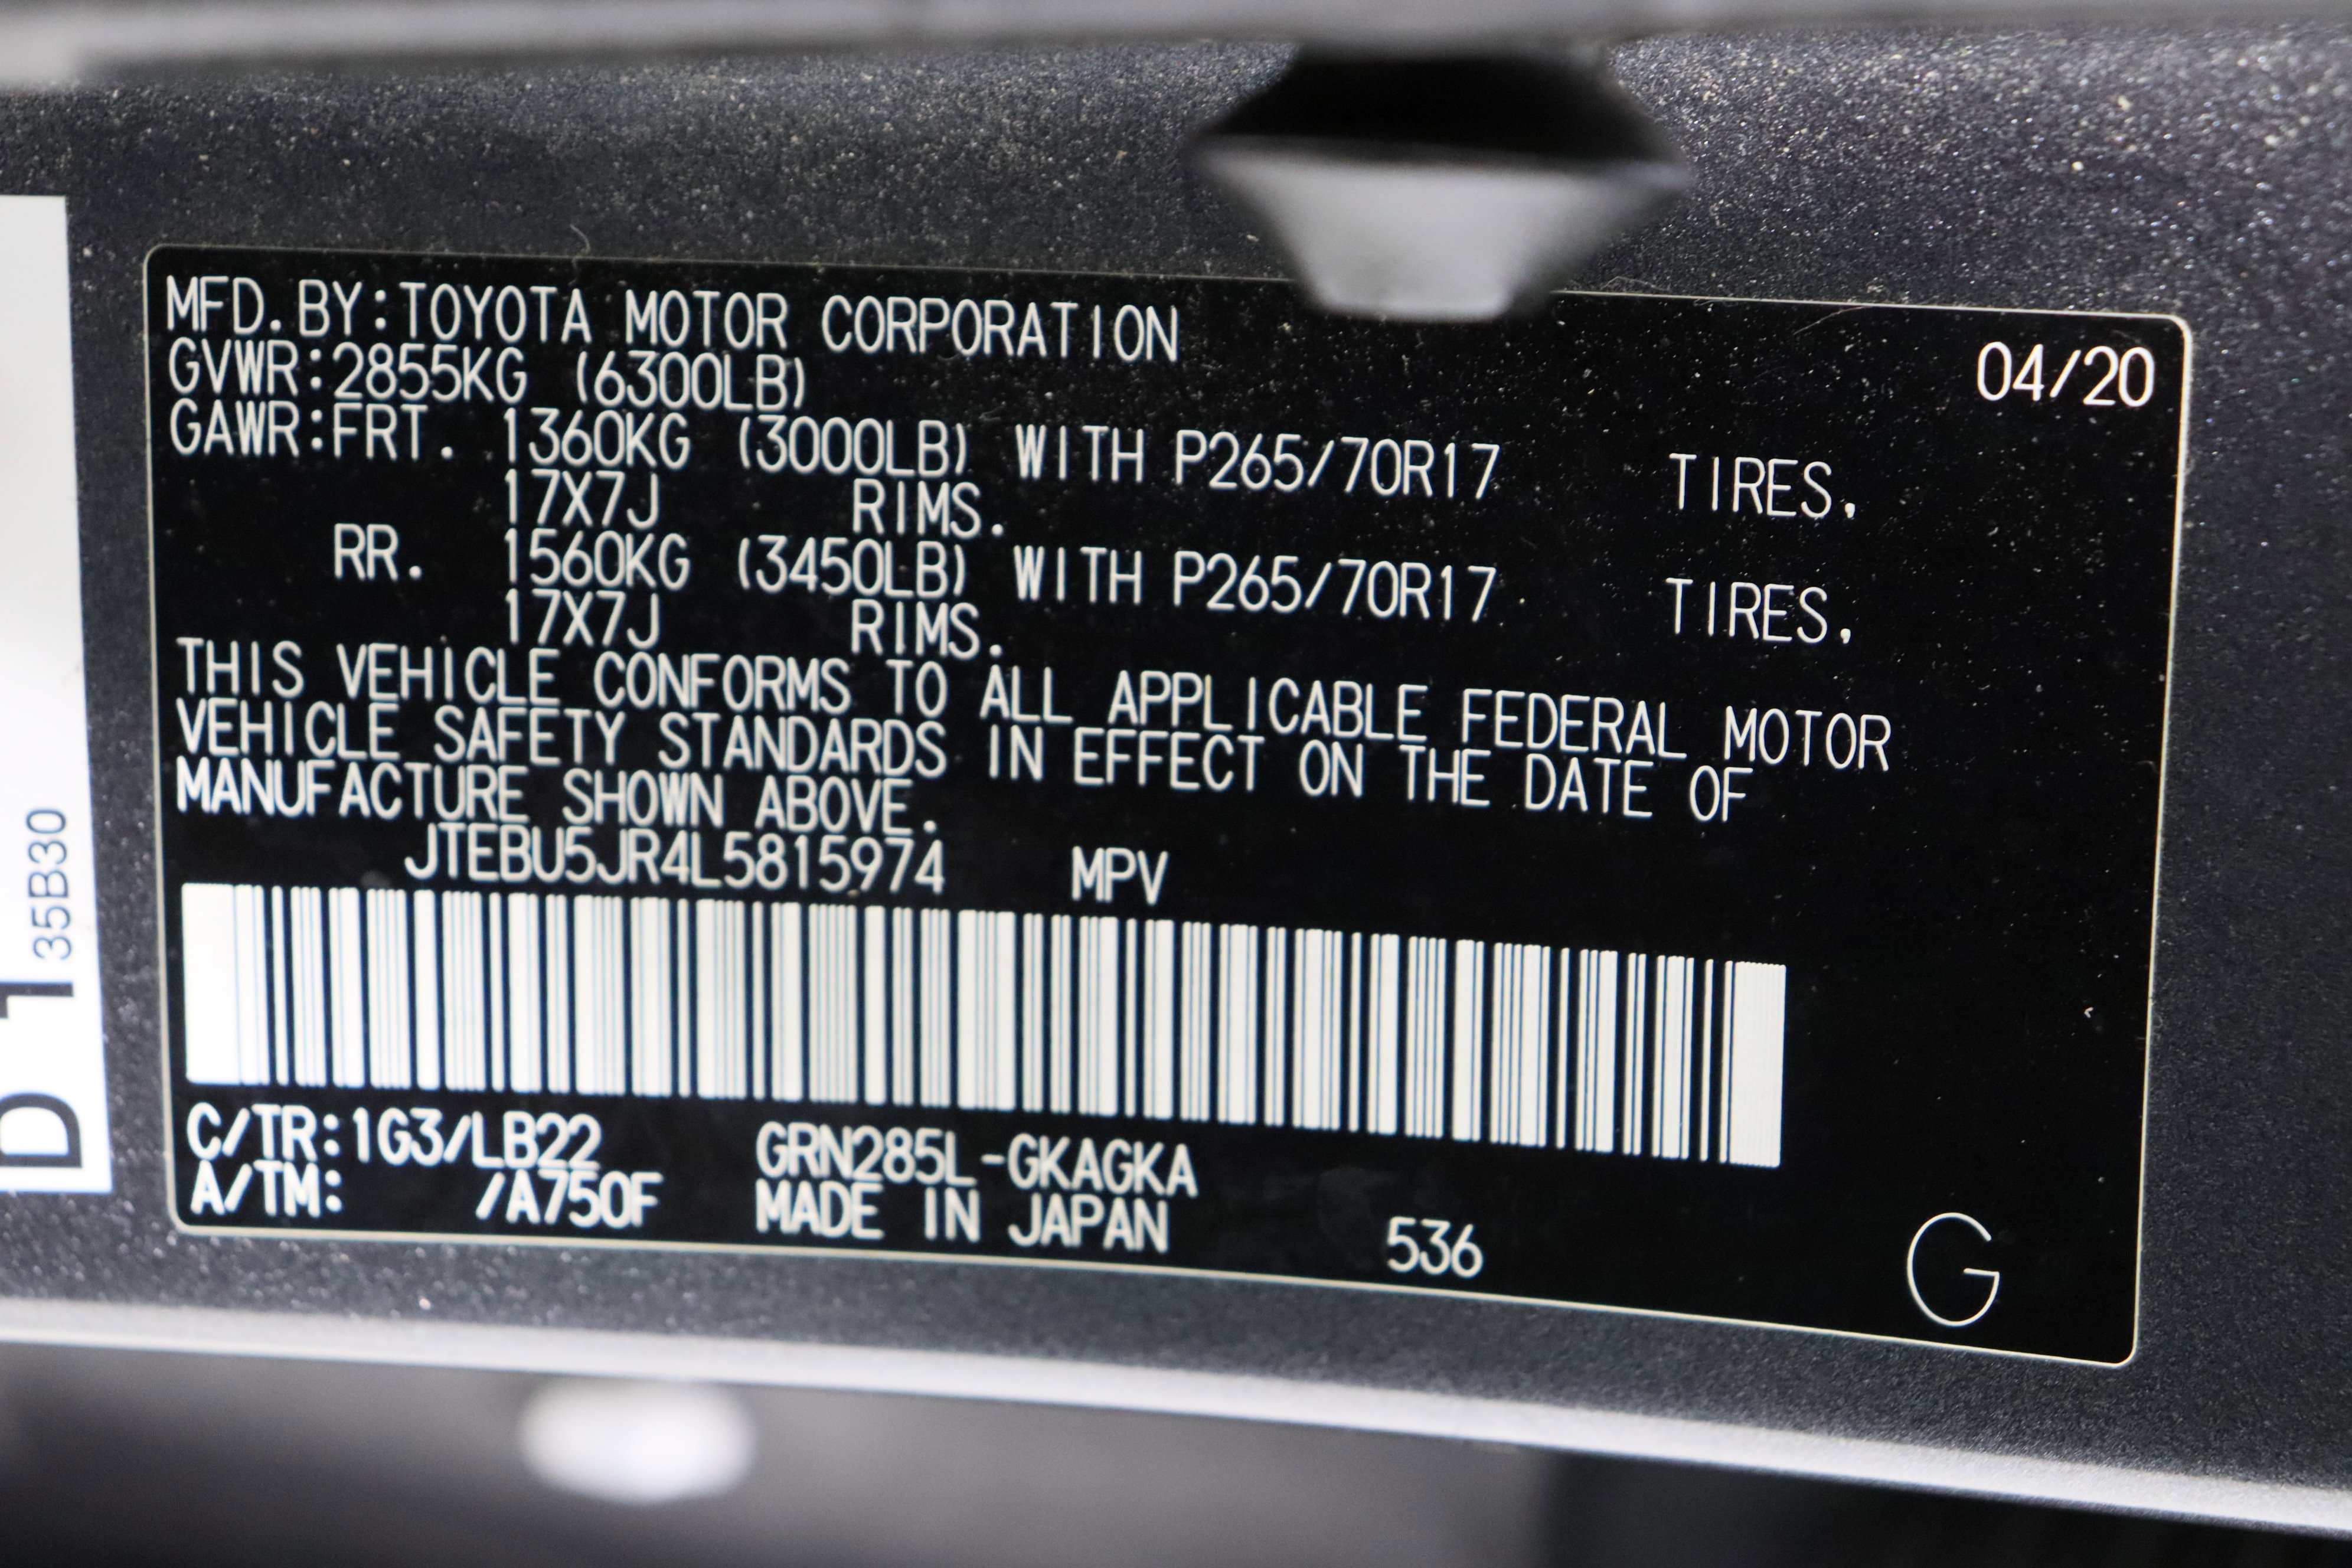 MFD.BY:TOYOTA MOTOR CORPORATION 04/20
GVWR:2855KG (6300LB)
GAWR:FRT. 1360KG (3000LB) WITH P265/70R17 TIRES,
17X7J RIMS.
RR. 1560KG (3450LB) WITH P265/70R17 TIRES,
17X7J RIMS.
THIS VEHICLE CONFORMS TO ALL APPLICABLE FEDERAL MOTOR
VEHICLE SAFETY STANDARDS IN EFFECT ON THE DATE OF
MANUFACTURE SHOWN ABOVE.
JTEBU5JR4L5815974 MPV
C/TR:1G3/LB22 GRN285L-GKAGKA
A/TM: /A750F MADE IN JAPAN 536 G
D 1
35B30